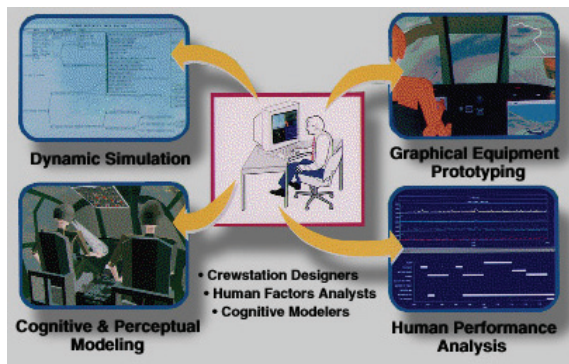 Dynamic Simulation
Graphical Equipment
Prototyping
• Crewstation Designers
• Human Factors Analysts
• Cognitive Modelers
Cognitive & Perceptual
Modeling
Human Performance
Analysis